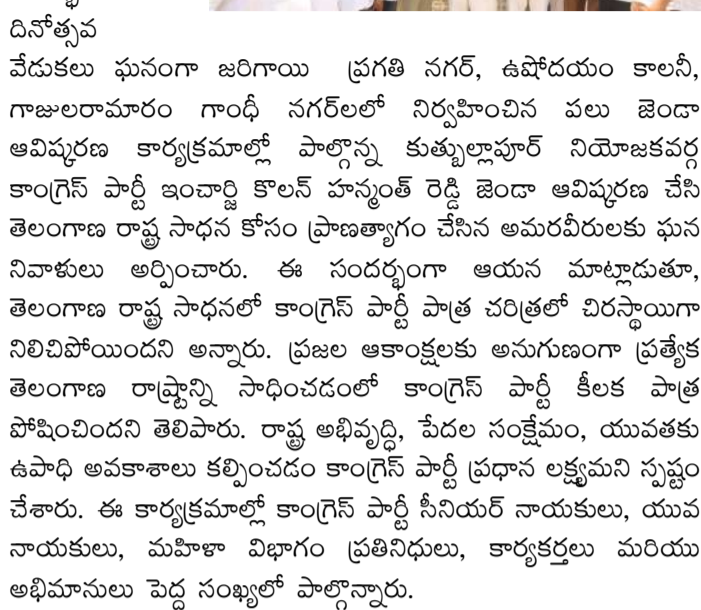 దినోత్సవ
వేడుకలు ఘనంగా జరిగాయి ప్రగతి నగర్, ఉషోదయం కాలనీ,
గాజులరామారం గాంధీ నగర్‌లలో నిర్వహించిన పలు జెండా
ఆవిష్కరణ కార్యక్రమాల్లో పాల్గొన్న కుత్బుల్లాపూర్ నియోజకవర్గ
కాంగ్రెస్ పార్టీ ఇంచార్జి కొలన్ హన్మంత్ రెడ్డి జెండా ఆవిష్కరణ చేసి
తెలంగాణ రాష్ట్ర సాధన కోసం ప్రాణత్యాగం చేసిన అమరవీరులకు ఘన
నివాళులు అర్పించారు. ఈ సందర్భంగా ఆయన మాట్లాడుతూ,
తెలంగాణ రాష్ట్ర సాధనలో కాంగ్రెస్ పార్టీ పాత్ర చరిత్రలో చిరస్థాయిగా
నిలిచిపోయిందని అన్నారు. ప్రజల ఆకాంక్షలకు అనుగుణంగా ప్రత్యేక
తెలంగాణ రాష్ట్రాన్ని సాధించడంలో కాంగ్రెస్ పార్టీ కీలక పాత్ర
పోషించిందని తెలిపారు. రాష్ట్ర అభివృద్ధి, పేదల సంక్షేమం, యువతకు
ఉపాధి అవకాశాలు కల్పించడం కాంగ్రెస్ పార్టీ ప్రధాన లక్ష్యమని స్పష్టం
చేశారు. ఈ కార్యక్రమాల్లో కాంగ్రెస్ పార్టీ సీనియర్ నాయకులు, యువ
నాయకులు, మహిళా విభాగం ప్రతినిధులు, కార్యకర్తలు మరియు
అభిమానులు పెద్ద సంఖ్యలో పాల్గొన్నారు.